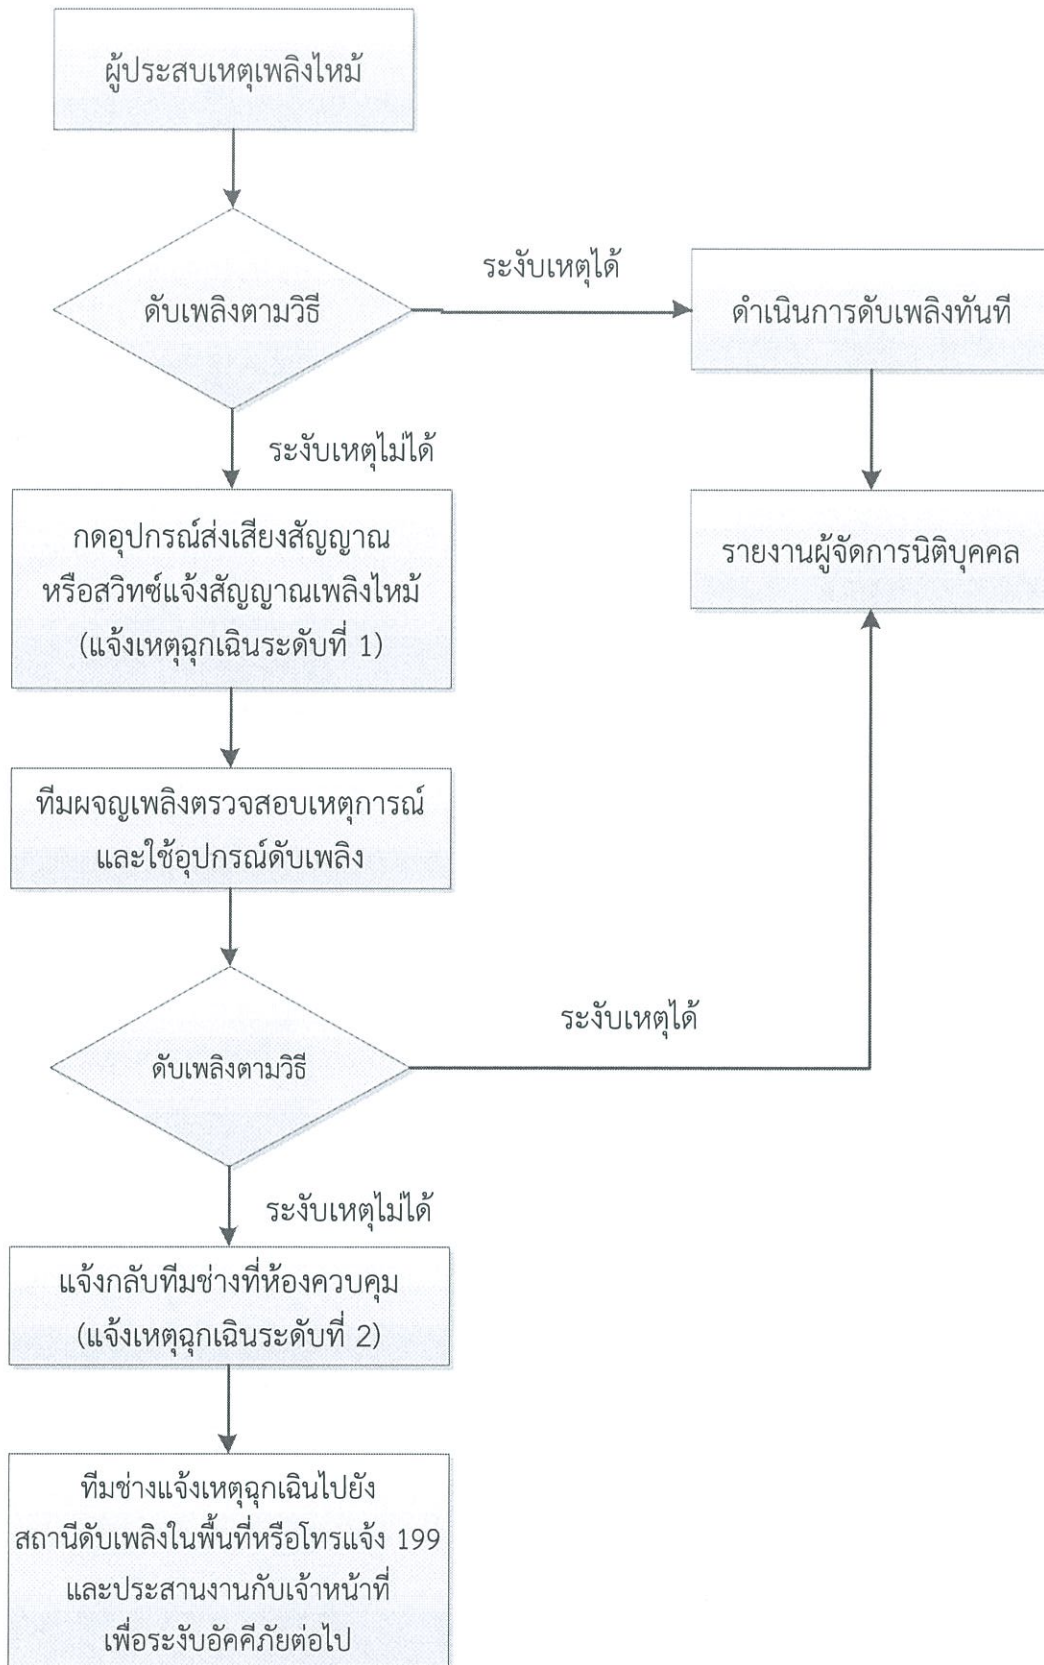 ผู้ประสบเหตุเพลิงไหม้
ดับเพลิงตามวิธี
ระงับเหตุได้
ดำเนินการดับเพลิงทันที
ระงับเหตุไม่ได้
กดอุปกรณ์ส่งเสียงสัญญาณ
หรือสวิทซ์แจ้งสัญญาณเพลิงไหม้
(แจ้งเหตุฉุกเฉินระดับที่ 1)
รายงานผู้จัดการนิติบุคคล
ทีมผจญเพลิงตรวจสอบเหตุการณ์
และใช้อุปกรณ์ดับเพลิง
ดับเพลิงตามวิธี
ระงับเหตุได้
ระงับเหตุไม่ได้
แจ้งกลับทีมช่างที่ห้องควบคุม
(แจ้งเหตุฉุกเฉินระดับที่ 2)
ทีมช่างแจ้งเหตุฉุกเฉินไปยัง
สถานีดับเพลิงในพื้นที่หรือโทรแจ้ง 199
และประสานงานกับเจ้าหน้าที่
เพื่อระงับอัคคีภัยต่อไป